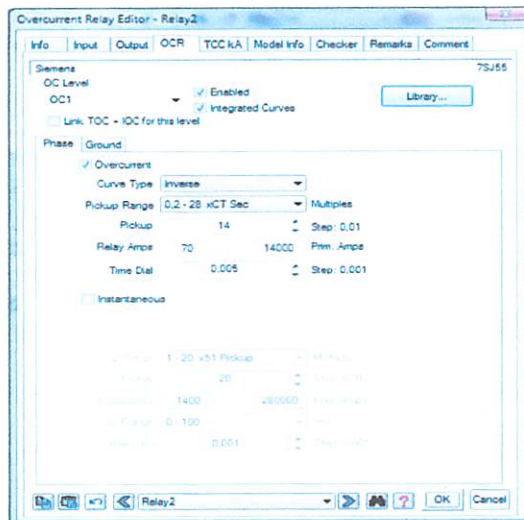 Overcurrent Relay Editor - Relay2
Info Input Output OCR TCC kA Model Info Checker Remarks Comment
Siemens 7SJ55
OC Level
OC1 Enabled
Integrated Curves
Library...
Link TOC + IOC for this level
Phase Ground
Overcurrent
Curve Type Inverse
Pickup Range 0.2 - 28 xCT Sec Multiples
Pickup 14 Step: 0.01
Relay Amps 70 14000 Prim. Amps
Time Dial 0.005 Step: 0.001
Instantaneous
1 - 20 x51 Pickup
20
1400 280000
0 - 100
0.001
Relay2 OK Cancel